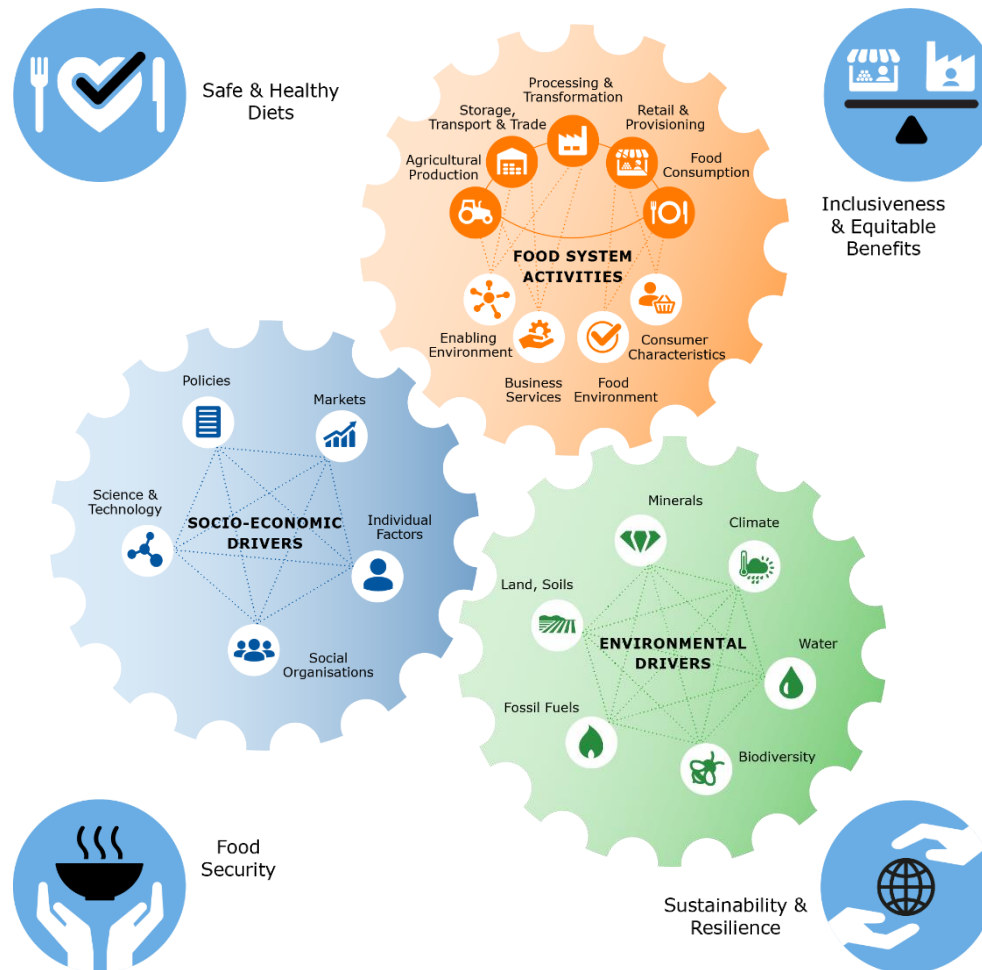 Safe & Healthy
Diets
Processing &
Transformation
Storage,
Transport & Trade
Retail &
Provisioning
Agricultural
Production
Food
Consumption
Inclusiveness
& Equitable
Benefits
FOOD SYSTEM
ACTIVITIES
Enabling
Environment
Business
Services
Food
Environment
Consumer
Characteristics
Policies
Markets
Science &
Technology
SOCIO-ECONOMIC
DRIVERS
Individual
Factors
Social
Organisations
Minerals
Climate
Land, Soils
ENVIRONMENTAL
DRIVERS
Water
Fossil Fuels
Biodiversity
Food
Security
Sustainability &
Resilience